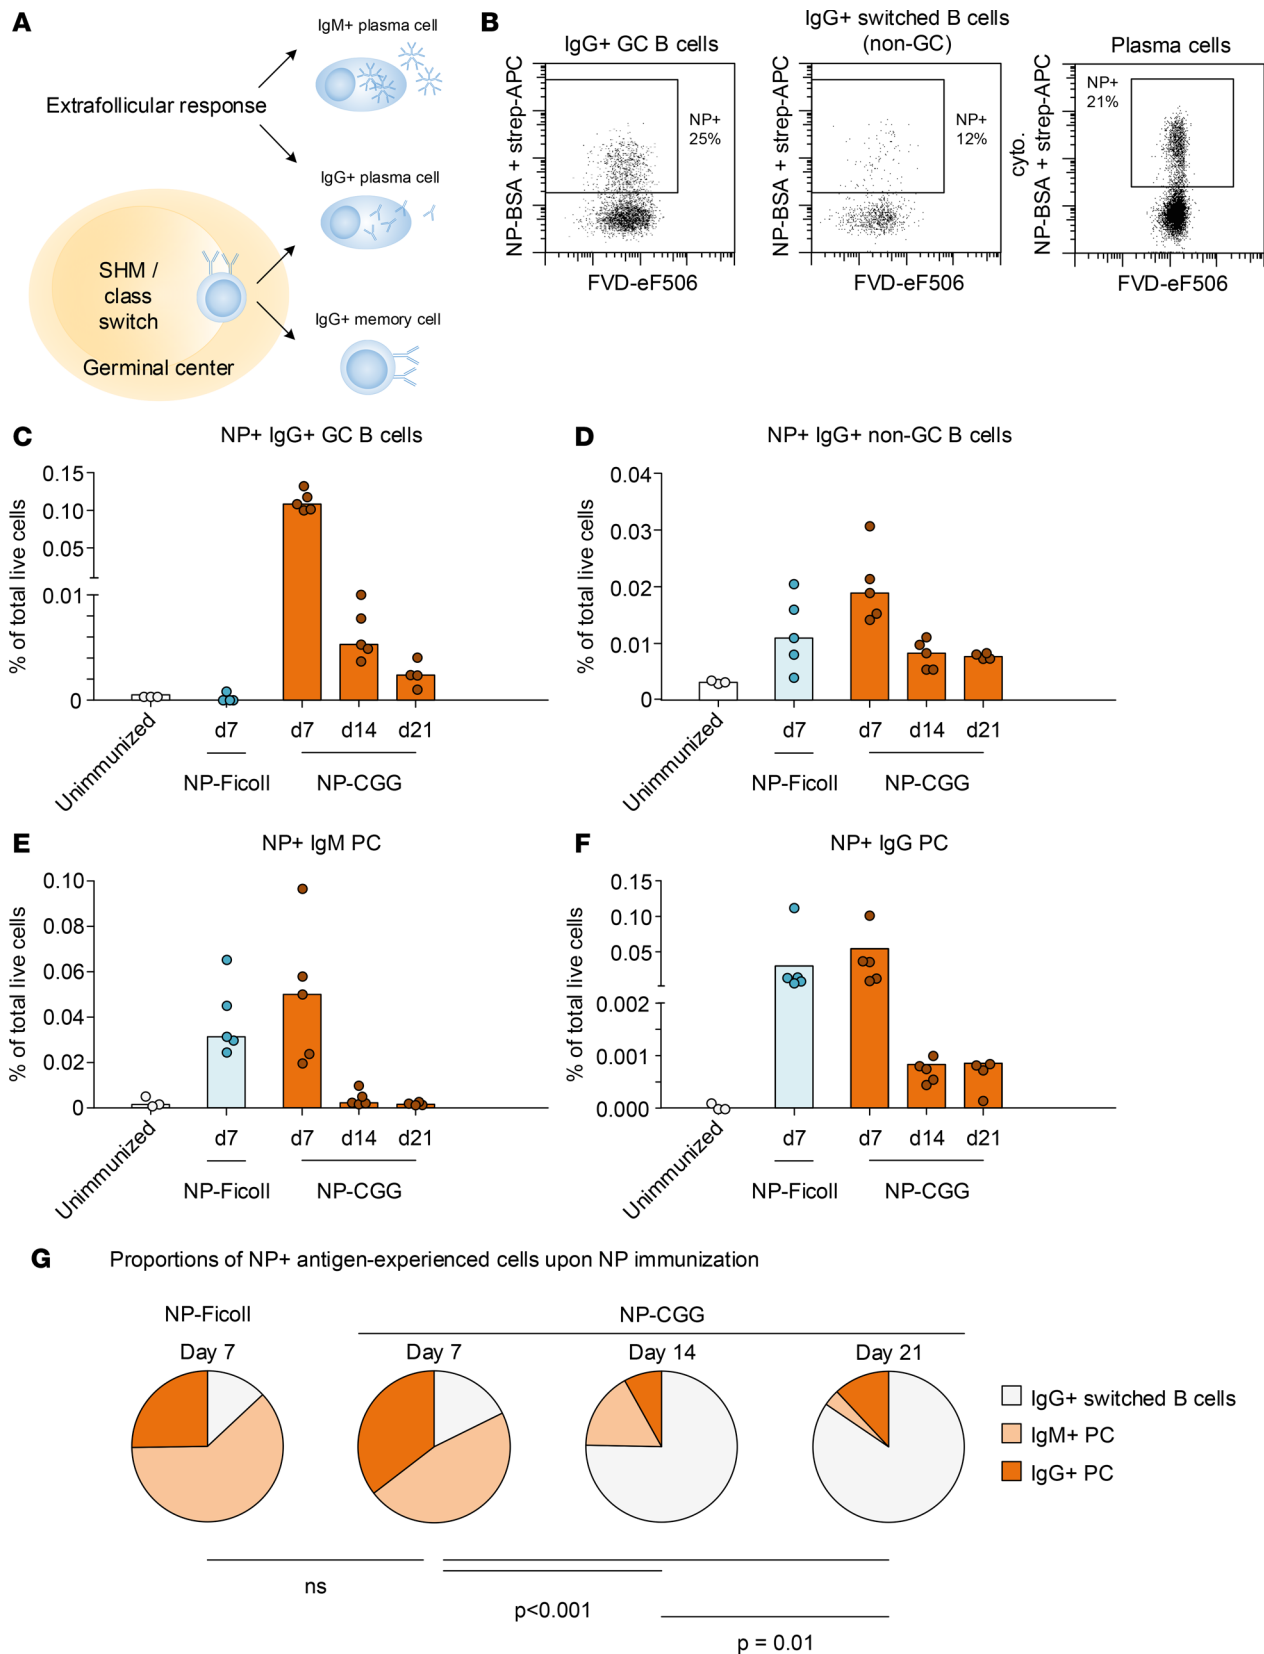 A
IgM+ plasma cell
Extrafollicular response
IgG+ plasma cell
SHM /
class
switch
Germinal center
IgG+ memory cell
B
IgG+ GC B cells
NP-BSA + strep-APC
NP+
25%
FVD-eF506
IgG+ switched B cells
(non-GC)
NP-BSA + strep-APC
NP+
12%
FVD-eF506
Plasma cells
cyto.
NP-BSA + strep-APC
NP+
21%
FVD-eF506
C
NP+ IgG+ GC B cells
% of total live cells
0.15
0.10
0.05
0.01
0
Unimmunized
d7
d7
d14
d21
NP-Ficoll
NP-CGG
D
NP+ IgG+ non-GC B cells
% of total live cells
0.04
0.03
0.02
0.01
0
Unimmunized
d7
d7
d14
d21
NP-Ficoll
NP-CGG
E
NP+ IgM PC
% of total live cells
0.10
0.08
0.06
0.04
0.02
0
Unimmunized
d7
d7
d14
d21
NP-Ficoll
NP-CGG
F
NP+ IgG PC
% of total live cells
0.15
0.10
0.05
0.002
0.001
0.000
Unimmunized
d7
d7
d14
d21
NP-Ficoll
NP-CGG
G
Proportions of NP+ antigen-experienced cells upon NP immunization
NP-Ficoll
NP-CGG
Day 7
Day 7
Day 14
Day 21
IgG+ switched B cells
IgM+ PC
IgG+ PC
ns
p<0.001
p = 0.01